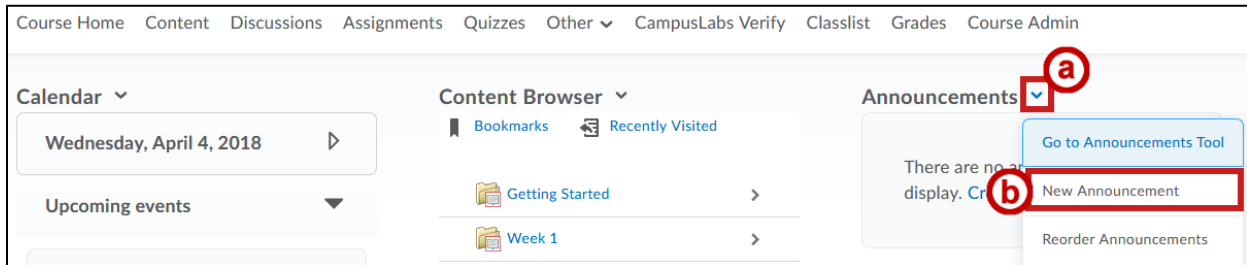 Course Home Content Discussions Assignments Quizzes Other CampusLabs Verify Classlist Grades Course Admin
a
Calendar
Wednesday, April 4, 2018
Upcoming events
Content Browser
Bookmarks Recently Visited
Getting Started
Week 1
Announcements
There are no
display.
Go to Announcements Tool
b
New Announcement
Reorder Announcements